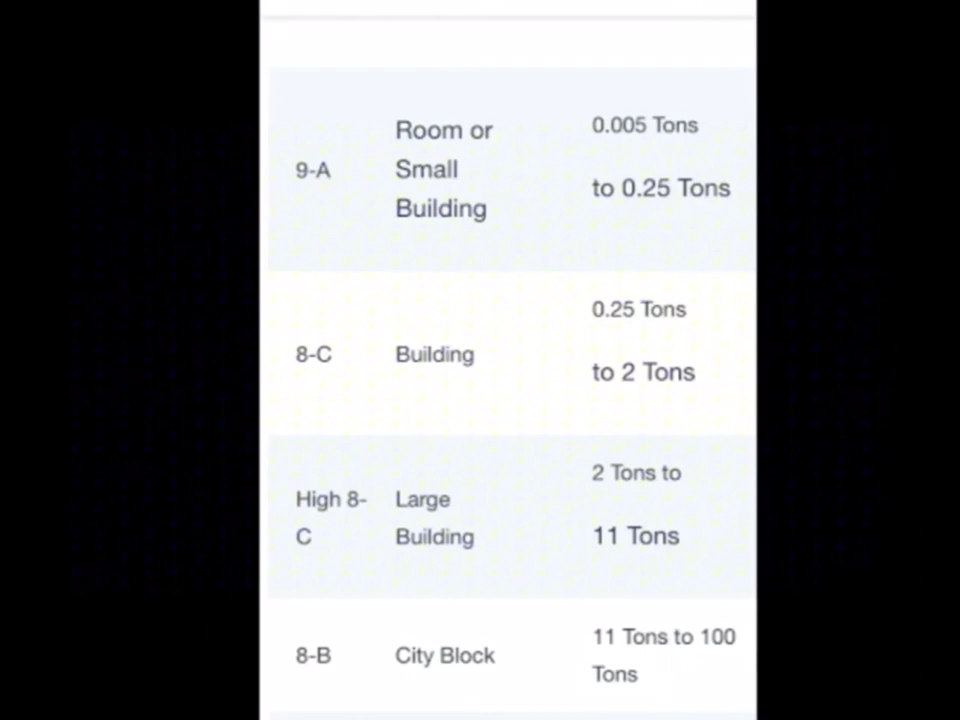 9-A
Room or
Small
Building
0.005 Tons
to 0.25 Tons
8-C
Building
0.25 Tons
to 2 Tons
High 8-
C
Large
Building
2 Tons to
11 Tons
8-B
City Block
11 Tons to 100
Tons